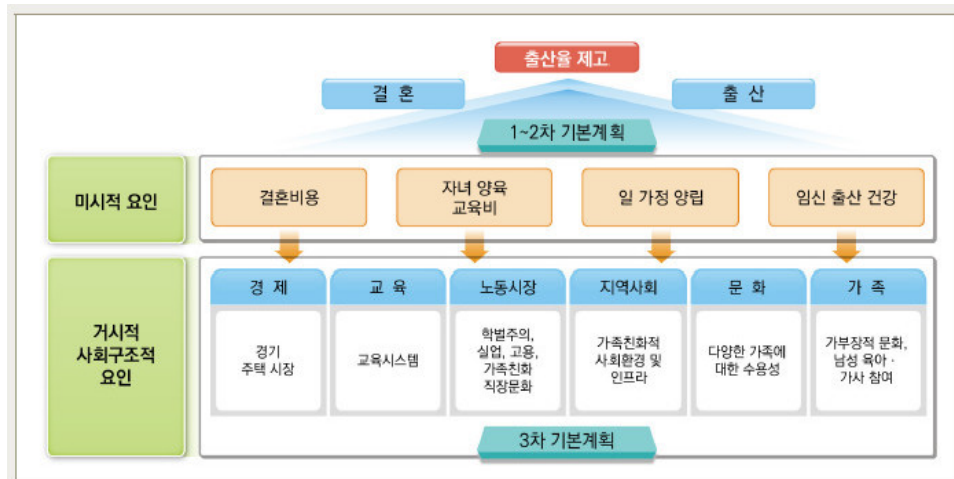 출산율 제고
결 혼
출 산
1~2차 기본계획
미시적 요인
결혼비용
자녀 양육
교육비
일 가정 양립
임신 출산 건강
거시적
사회구조적
요인
경 제
경기
주택 시장
교 육
교육시스템
노동시장
학벌주의,
실업, 고용,
가족친화
직장문화
지역사회
가족친화적
사회환경 및
인프라
문 화
다양한 가족에
대한 수용성
가 족
가부장적 문화,
남성 육아 ·
가사 참여
3차 기본계획